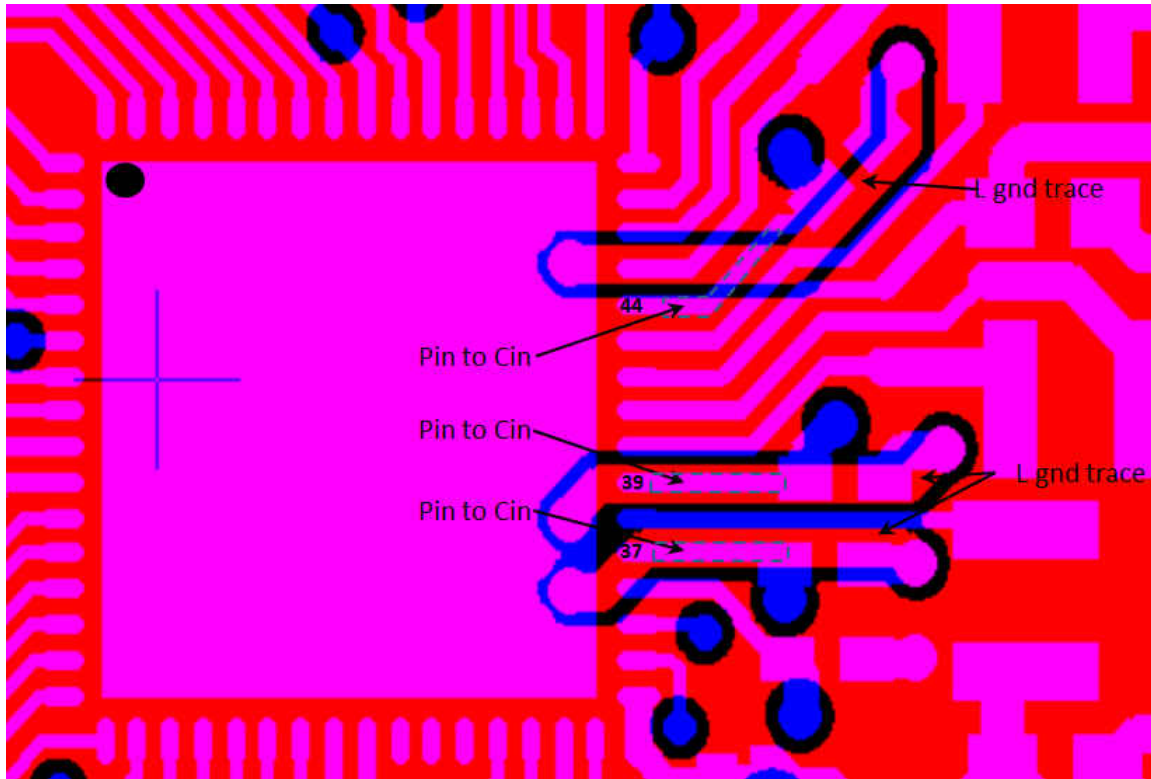 L gnd trace
44
Pin to Cin
Pin to Cin
39
L gnd trace
Pin to Cin
37